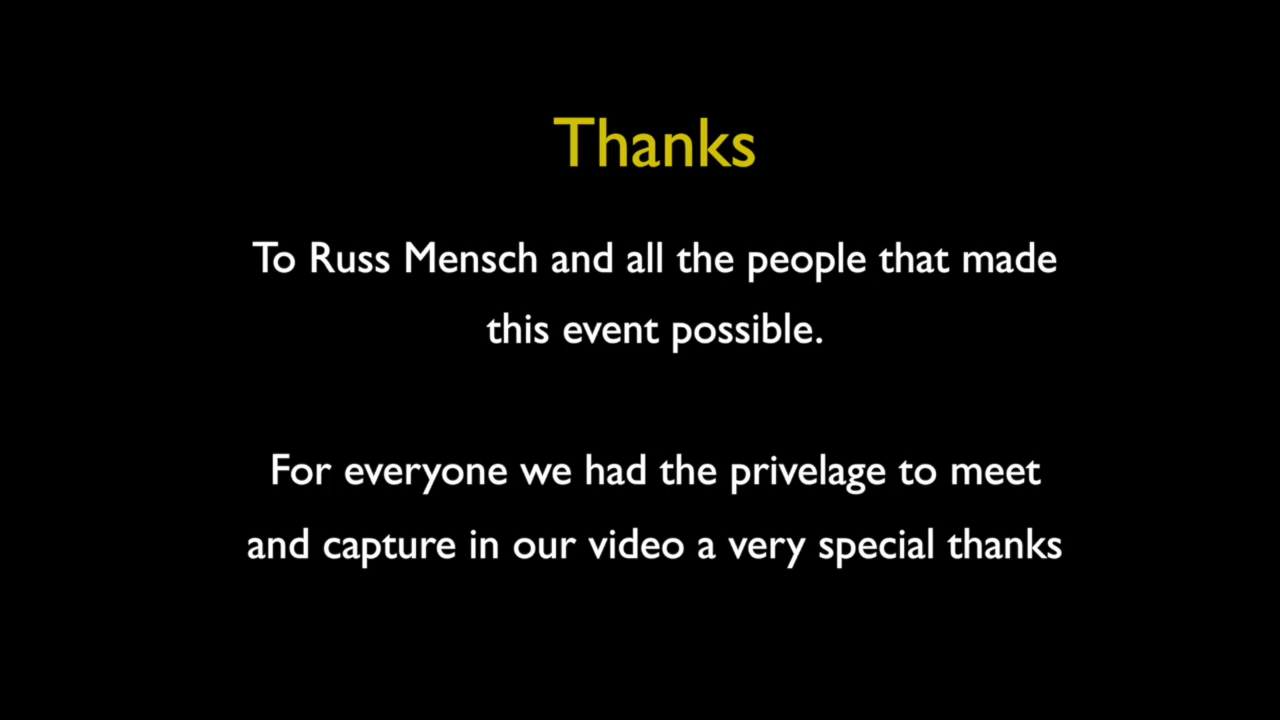 Thanks
To Russ Mensch and all the people that made
this event possible.
For everyone we had the privelage to meet
and capture in our video a very special thanks